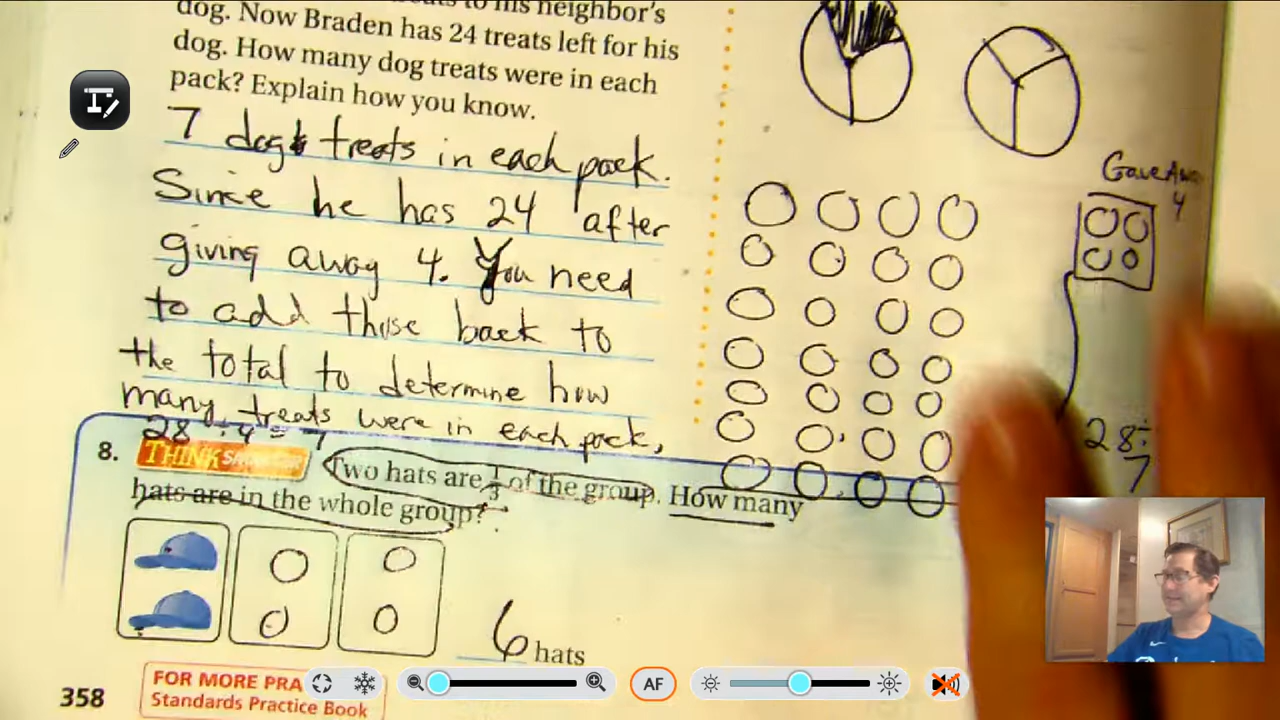 to his neighbor's
dog. Now Braden has 24 treats left for his
dog. How many dog treats were in each
pack? Explain how you know.
7 dog treats in each pack.
Since he has 24 after
giving away 4. You need
to add those back to
the total to determine how
many treats were in each pack,
28 ÷ 4 = 7
Gave
4
28÷
7
8. THINK
Two hats are 1/3 of the group. How many
hats are in the whole group?
6 hats
358
FOR MORE PRA
Standards Practice Book
AF